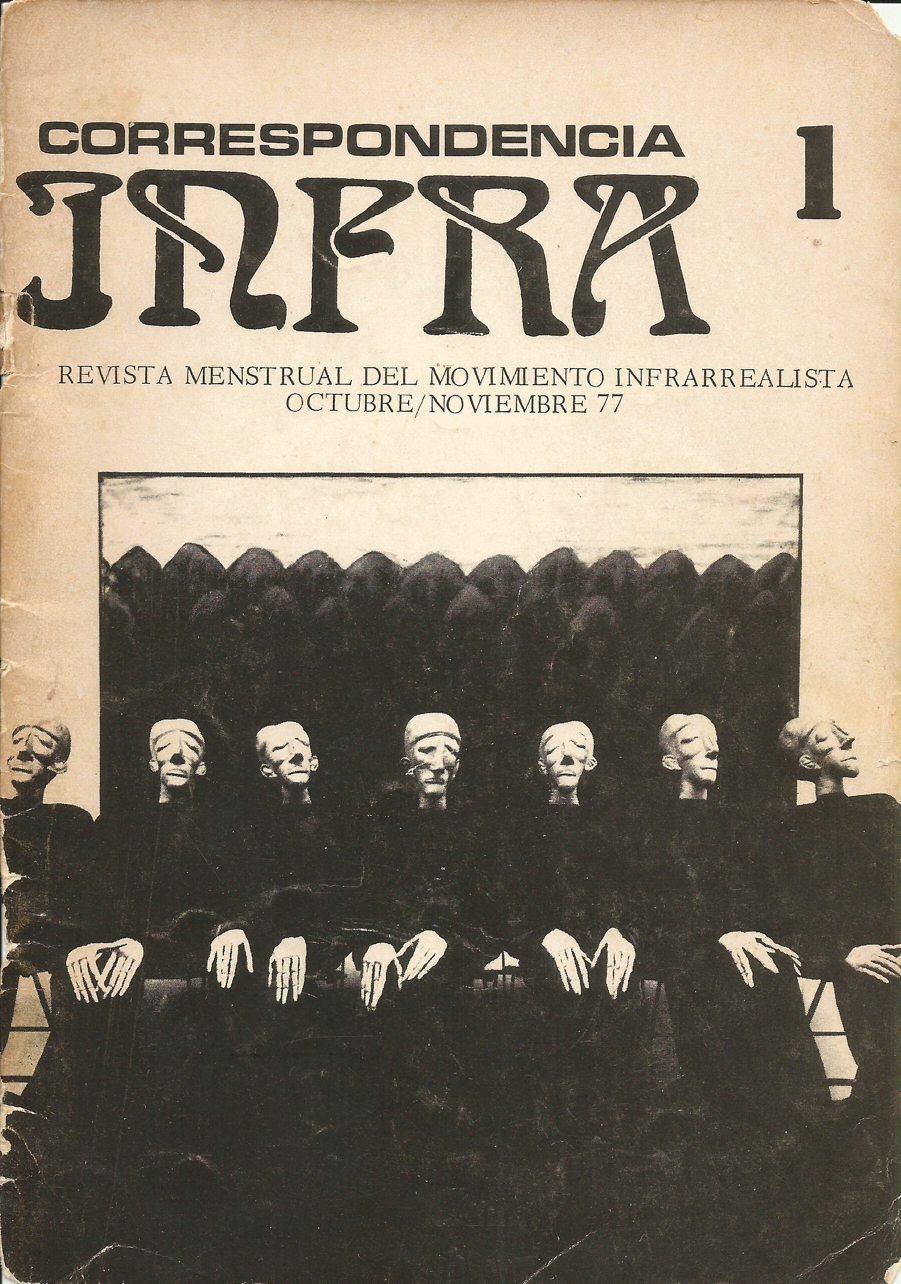 CORRESPONDENCIA
INFRA
1
REVISTA MENSTRUAL DEL MOVIMIENTO INFRARREALISTA
OCTUBRE/NOVIEMBRE 77